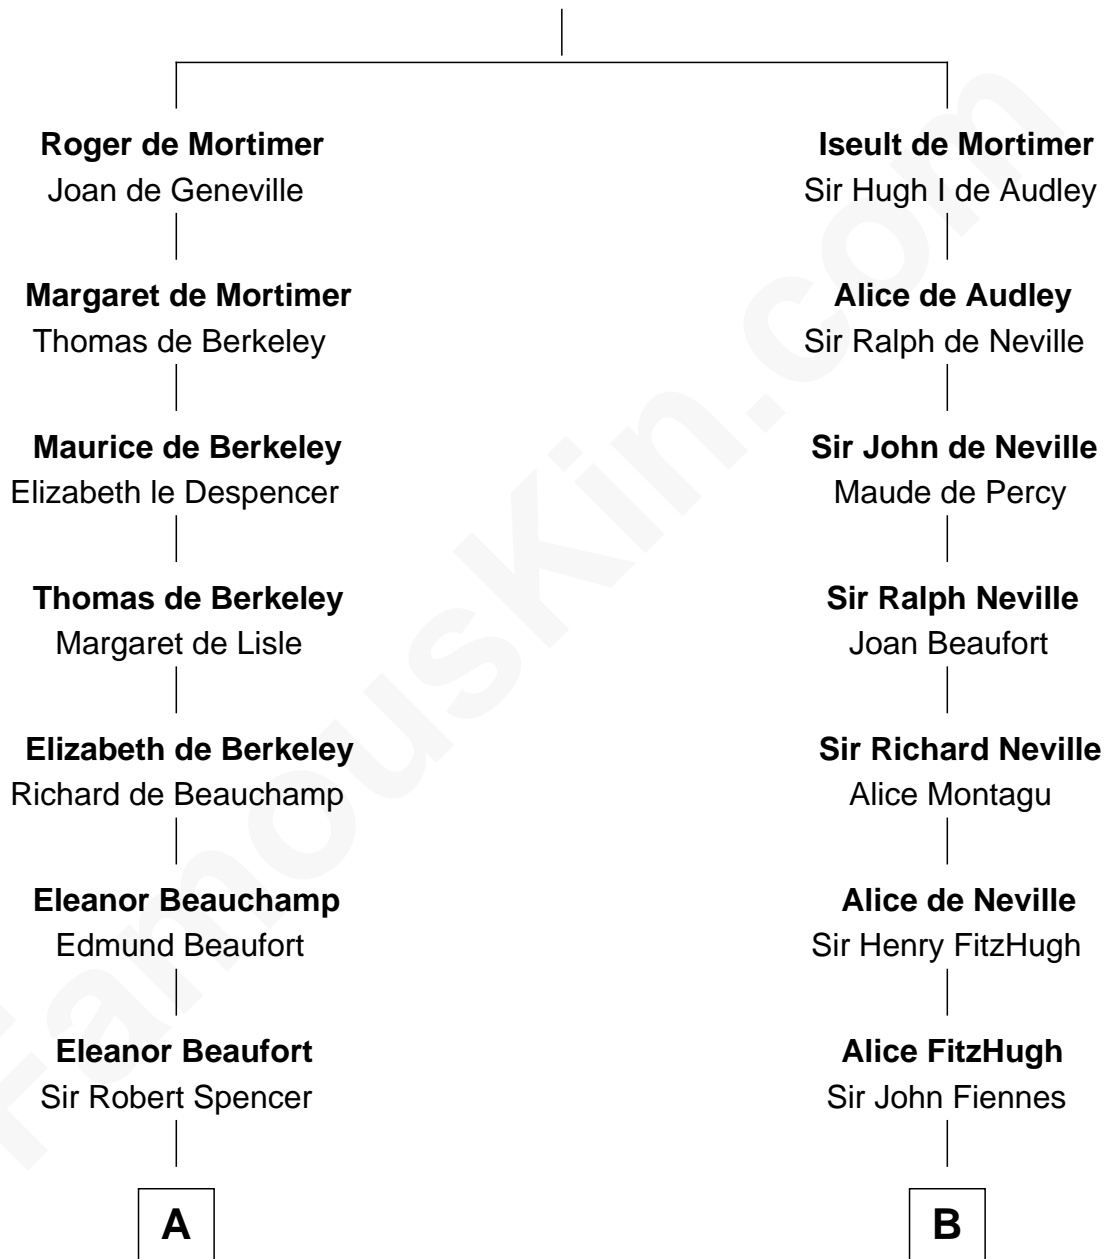 Roger de Mortimer
Joan de Geneville
Iseult de Mortimer
Sir Hugh I de Audley
Margaret de Mortimer
Thomas de Berkeley
Alice de Audley
Sir Ralph de Neville
Maurice de Berkeley
Elizabeth le Despencer
Sir John de Neville
Maude de Percy
Thomas de Berkeley
Margaret de Lisle
Sir Ralph Neville
Joan Beaufort
Elizabeth de Berkeley
Richard de Beauchamp
Sir Richard Neville
Alice Montagu
Eleanor Beauchamp
Edmund Beaufort
Alice de Neville
Sir Henry FitzHugh
Eleanor Beaufort
Sir Robert Spencer
Alice FitzHugh
Sir John Fiennes
A
B
FamousKin.com